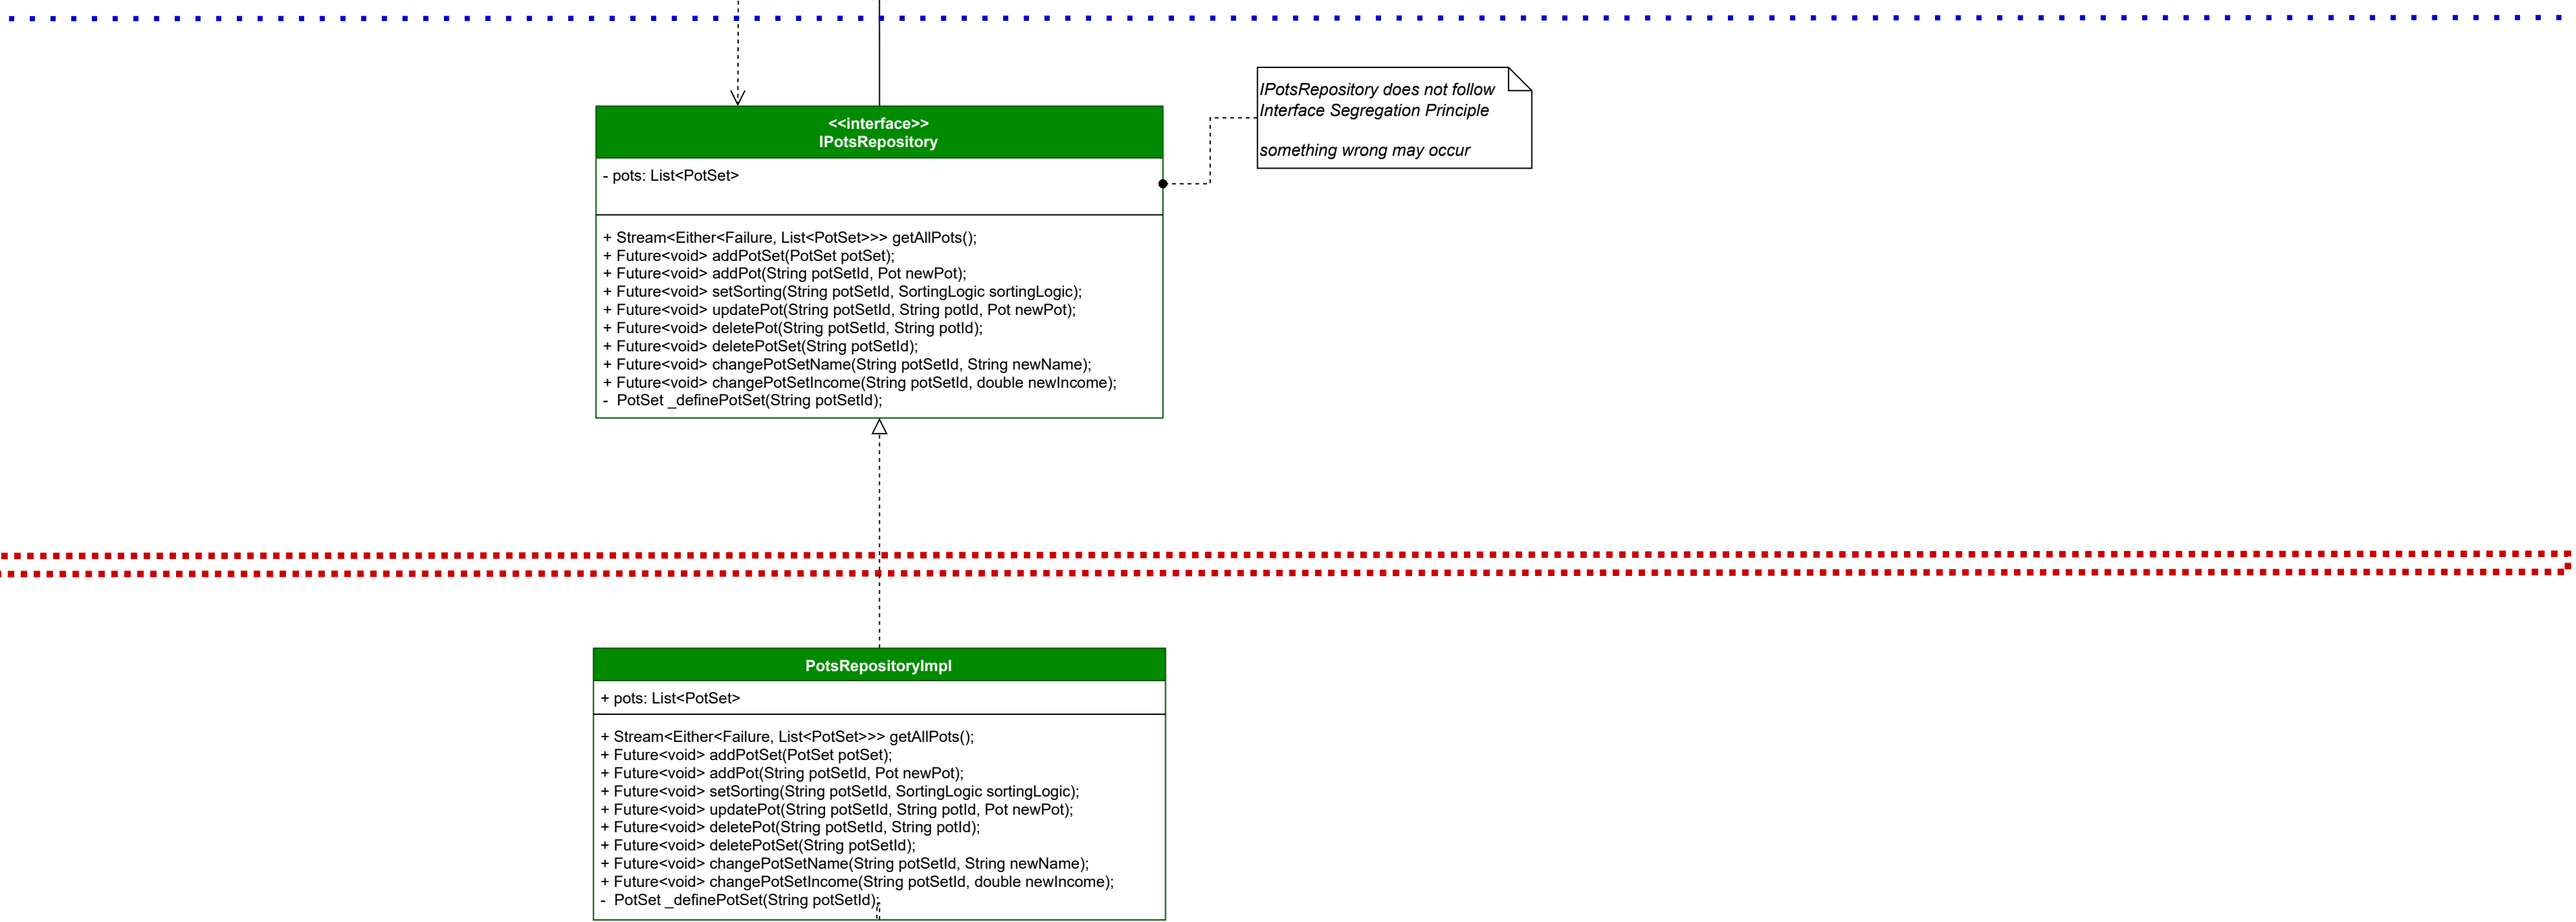 <<interface>>
IPotsRepository
- pots: List<PotSet>
+ Stream<Either<Failure, List<PotSet>>> getAllPots();
+ Future<void> addPotSet(PotSet potSet);
+ Future<void> addPot(String potSetId, Pot newPot);
+ Future<void> setSorting(String potSetId, SortingLogic sortingLogic);
+ Future<void> updatePot(String potSetId, String potId, Pot newPot);
+ Future<void> deletePot(String potSetId, String potId);
+ Future<void> deletePotSet(String potSetId);
+ Future<void> changePotSetName(String potSetId, String newName);
+ Future<void> changePotSetIncome(String potSetId, double newIncome);
- PotSet _definePotSet(String potSetId);
IPotsRepository does not follow
Interface Segregation Principle
something wrong may occur
PotsRepositoryImpl
+ pots: List<PotSet>
+ Stream<Either<Failure, List<PotSet>>> getAllPots();
+ Future<void> addPotSet(PotSet potSet);
+ Future<void> addPot(String potSetId, Pot newPot);
+ Future<void> setSorting(String potSetId, SortingLogic sortingLogic);
+ Future<void> updatePot(String potSetId, String potId, Pot newPot);
+ Future<void> deletePot(String potSetId, String potId);
+ Future<void> deletePotSet(String potSetId);
+ Future<void> changePotSetName(String potSetId, String newName);
+ Future<void> changePotSetIncome(String potSetId, double newIncome);
- PotSet _definePotSet(String potSetId);